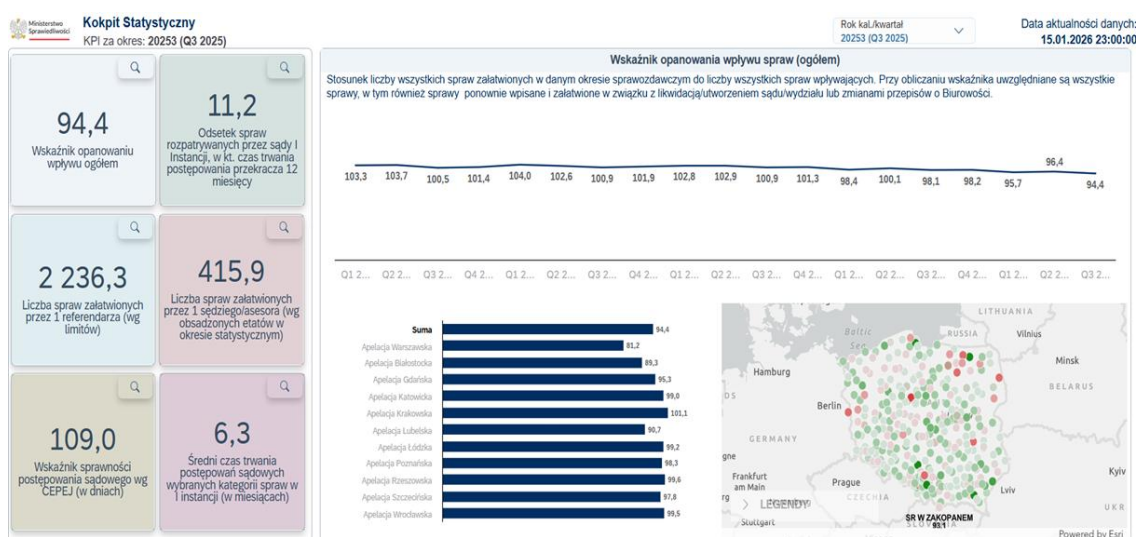 Ministerstwo
Sprawiedliwości
Kokpit Statystyczny
KPI za okres: 20253 (Q3 2025)
Rok kal./kwartał
20253 (Q3 2025)
Data aktualności danych:
15.01.2026 23:00:00
94,4
Wskaźnik opanowaniu
wpływu ogółem
11,2
Odsetek spraw
rozpatrywanych przez sądy I
Instancji, w kt. czas trwania
postępowania przekracza 12
miesięcy
2 236,3
Liczba spraw załatwionych
przez 1 referendarza (wg
limitów)
415,9
Liczba spraw załatwionych
przez 1 sędziego/asesora (wg
obsadzonych etatów w
okresie statystycznym)
109,0
Wskaźnik sprawności
postępowania sądowego wg
CEPEJ (w dniach)
6,3
Średni czas trwania
postępowań sądowych
wybranych kategorii spraw w
I instancji (w miesiącach)
Wskaźnik opanowania wpływu spraw (ogółem)
Stosunek liczby wszystkich spraw załatwionych w danym okresie sprawozdawczym do liczby wszystkich spraw wpływających. Przy obliczaniu wskaźnika uwzględniane są wszystkie
sprawy, w tym również sprawy ponownie wpisane i załatwione w związku z likwidacją/utworzeniem sądu/wydziału lub zmianami przepisów o Biurowości.
103,3 103,7 100,5 101,4 104,0 102,6 100,9 101,9 102,8 102,9 100,9 101,3 98,4 100,1 98,1 98,2 95,7 96,4 94,4
Q1 2... Q2 2... Q3 2... Q4 2... Q1 2... Q2 2... Q3 2... Q4 2... Q1 2... Q2 2... Q3 2... Q4 2... Q1 2... Q2 2... Q3 2... Q4 2... Q1 2... Q2 2... Q3 2...
Suma 94,4
Apelacja Warszawska 81,2
Apelacja Białostocka 89,3
Apelacja Gdańska 95,3
Apelacja Katowicka 99,0
Apelacja Krakowska 101,1
Apelacja Lubelska 90,7
Apelacja Łódzka 99,2
Apelacja Poznańska 98,3
Apelacja Rzeszowska 99,6
Apelacja Szczecińska 97,8
Apelacja Wrocławska 99,5
LITHUANIA
Baltic
Sea
RUSSIA
Vilnius
Minsk
Hamburg
BELARUS
Berlin
GERMANY
Frankfurt
am Main
Prague
CZECHIA
Kyiv
Lviv
UKR
LEGENDY
Stuttgart
SR W ZAKOPANEM
93,1
Powered by Esri